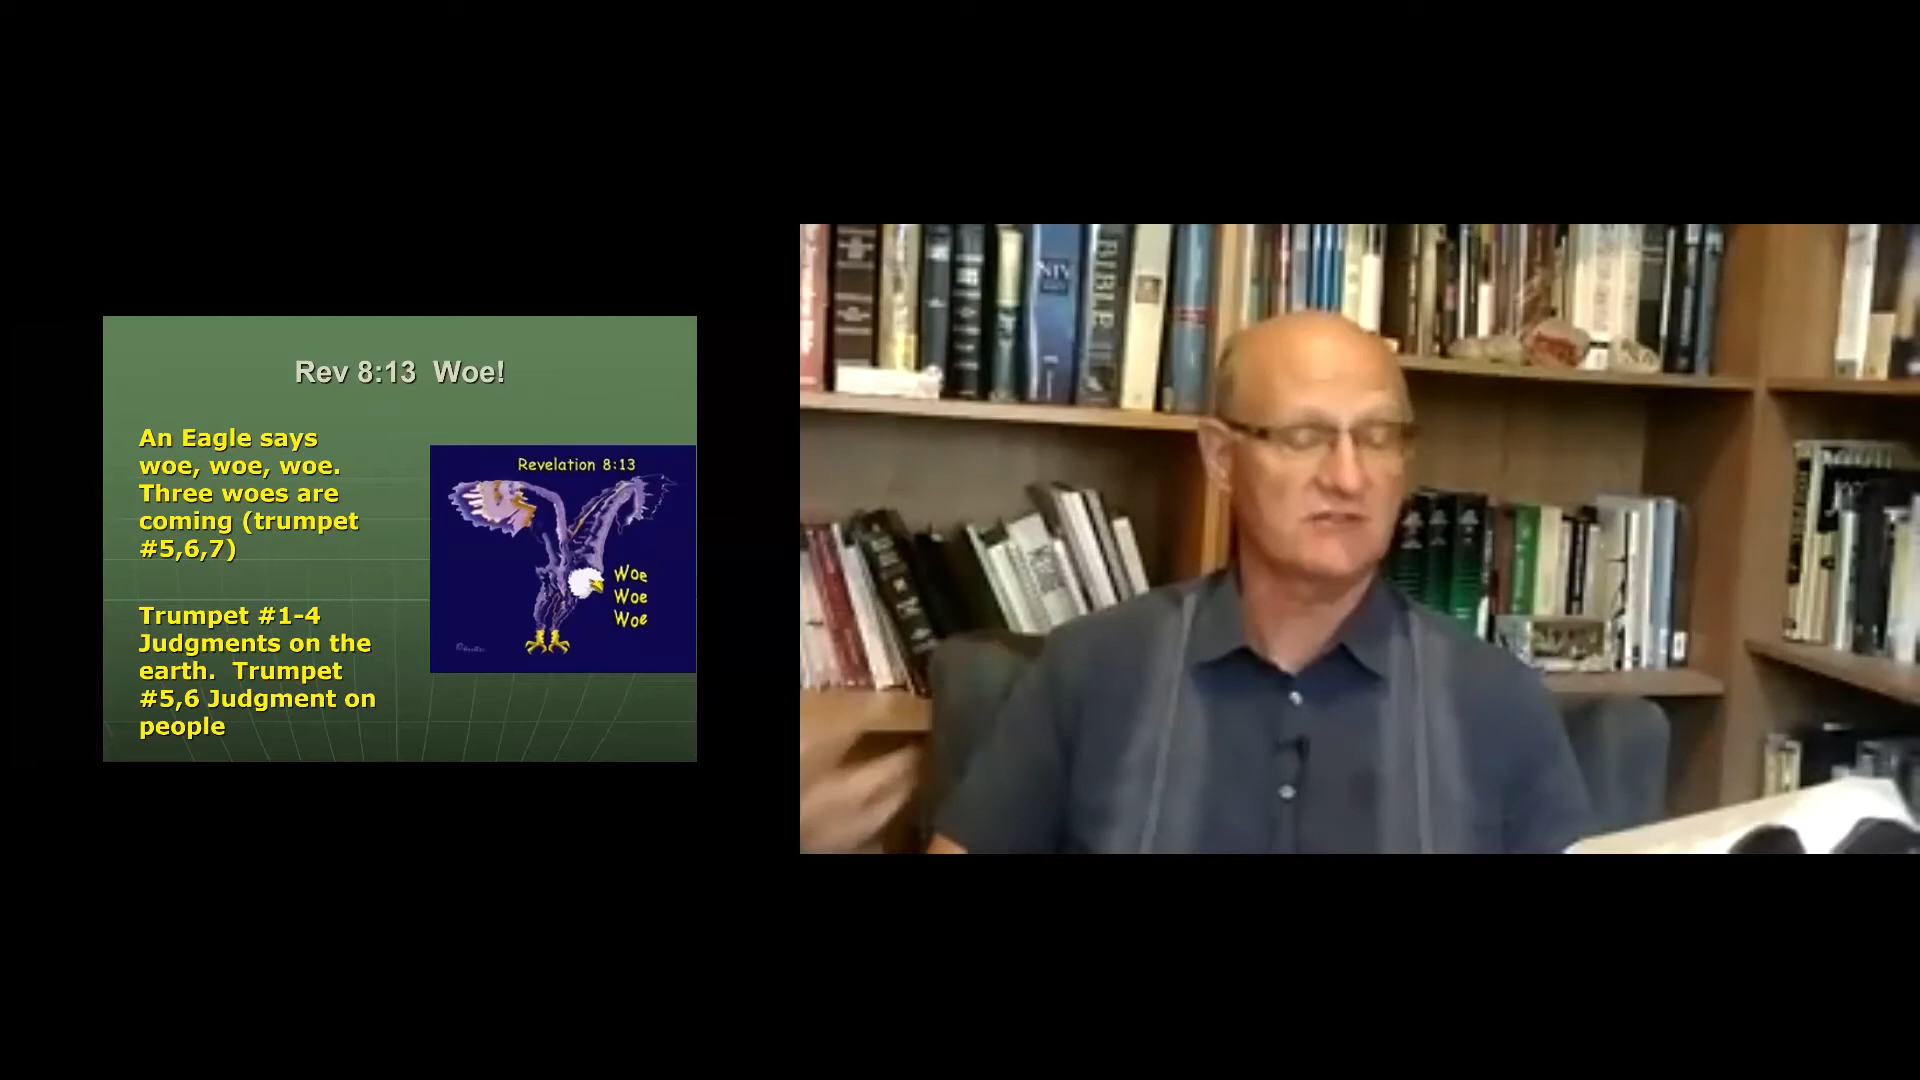 Rev 8:13 Woe!
An Eagle says
woe, woe, woe.
Three woes are
coming (trumpet
#5,6,7)
Trumpet #1-4
Judgments on the
earth. Trumpet
#5,6 Judgment on
people
Revelation 8:13
Woe
Woe
Woe
NIV
BIBLE